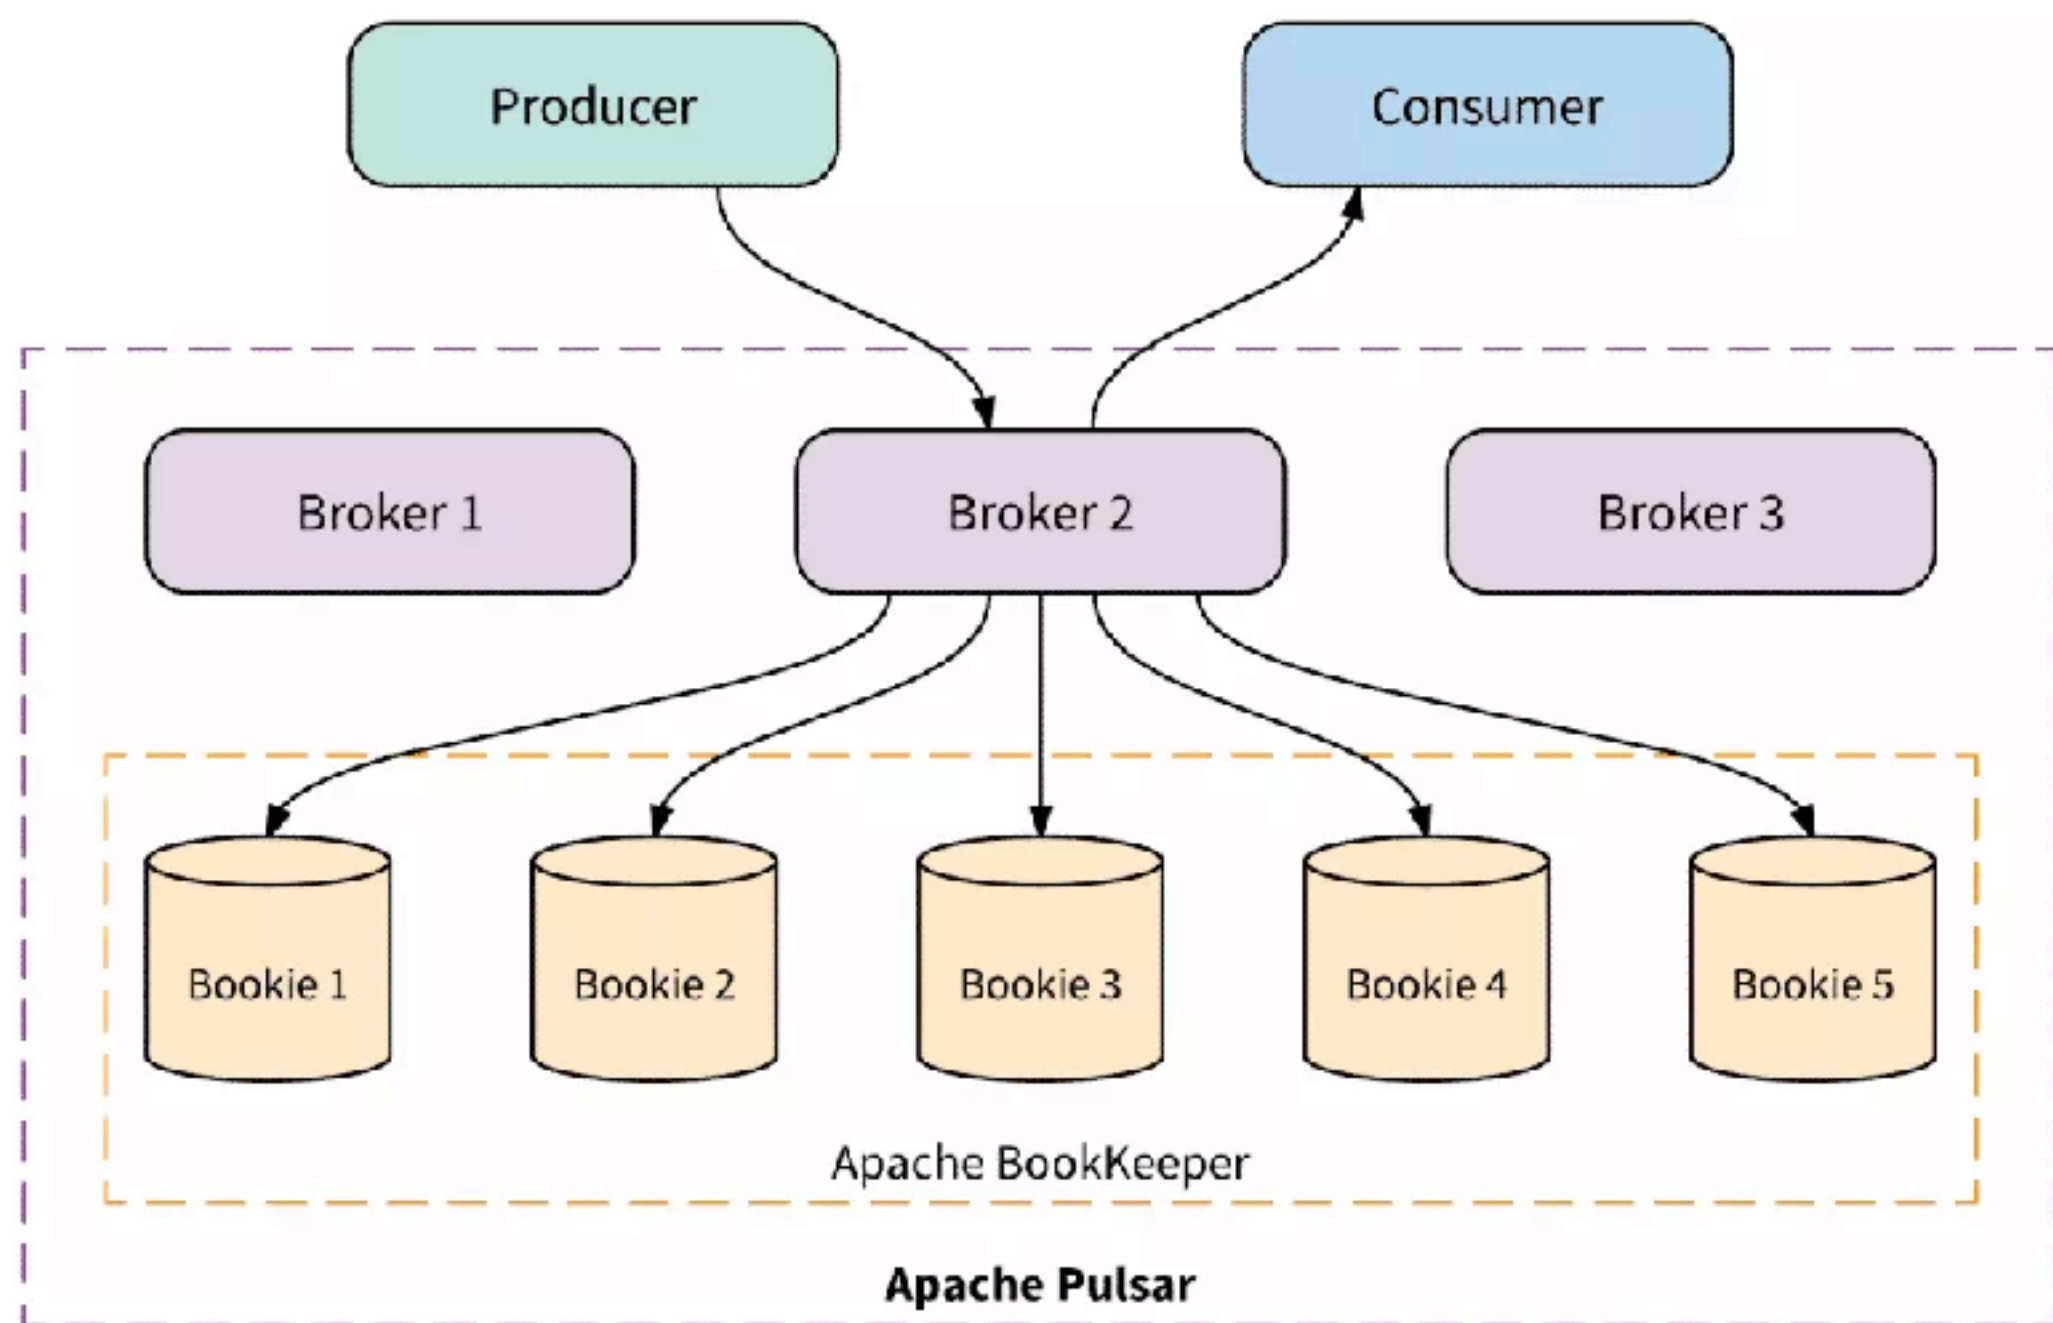 Producer
Consumer
Broker 1
Broker 2
Broker 3
Bookie 1
Bookie 2
Bookie 3
Bookie 4
Bookie 5
Apache BookKeeper
Apache Pulsar